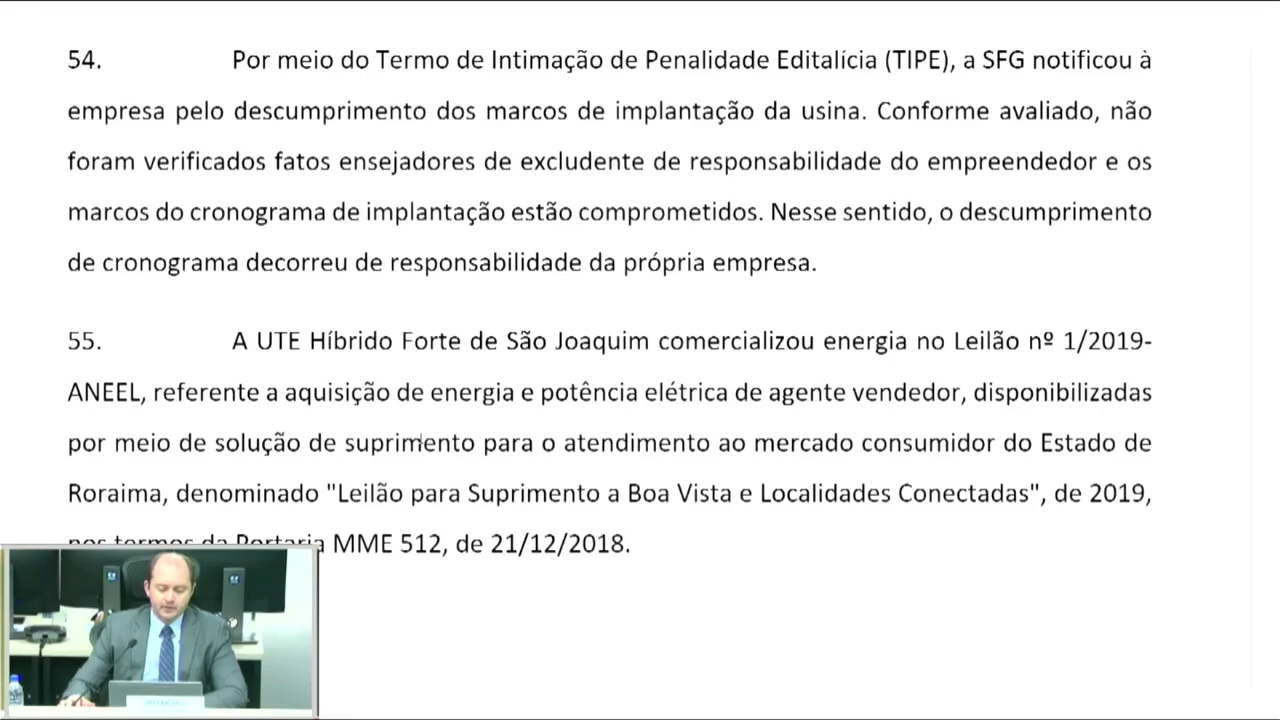 54. Por meio do Termo de Intimação de Penalidade Editalícia (TIPE), a SFG notificou à
empresa pelo descumprimento dos marcos de implantação da usina. Conforme avaliado, não
foram verificados fatos ensejadores de excludente de responsabilidade do empreendedor e os
marcos do cronograma de implantação estão comprometidos. Nesse sentido, o descumprimento
de cronograma decorreu de responsabilidade da própria empresa.
55. A UTE Híbrido Forte de São Joaquim comercializou energia no Leilão nº 1/2019-
ANEEL, referente a aquisição de energia e potência elétrica de agente vendedor, disponibilizadas
por meio de solução de suprimento para o atendimento ao mercado consumidor do Estado de
Roraima, denominado "Leilão para Suprimento a Boa Vista e Localidades Conectadas", de 2019,
nos termos da Portaria MME 512, de 21/12/2018.